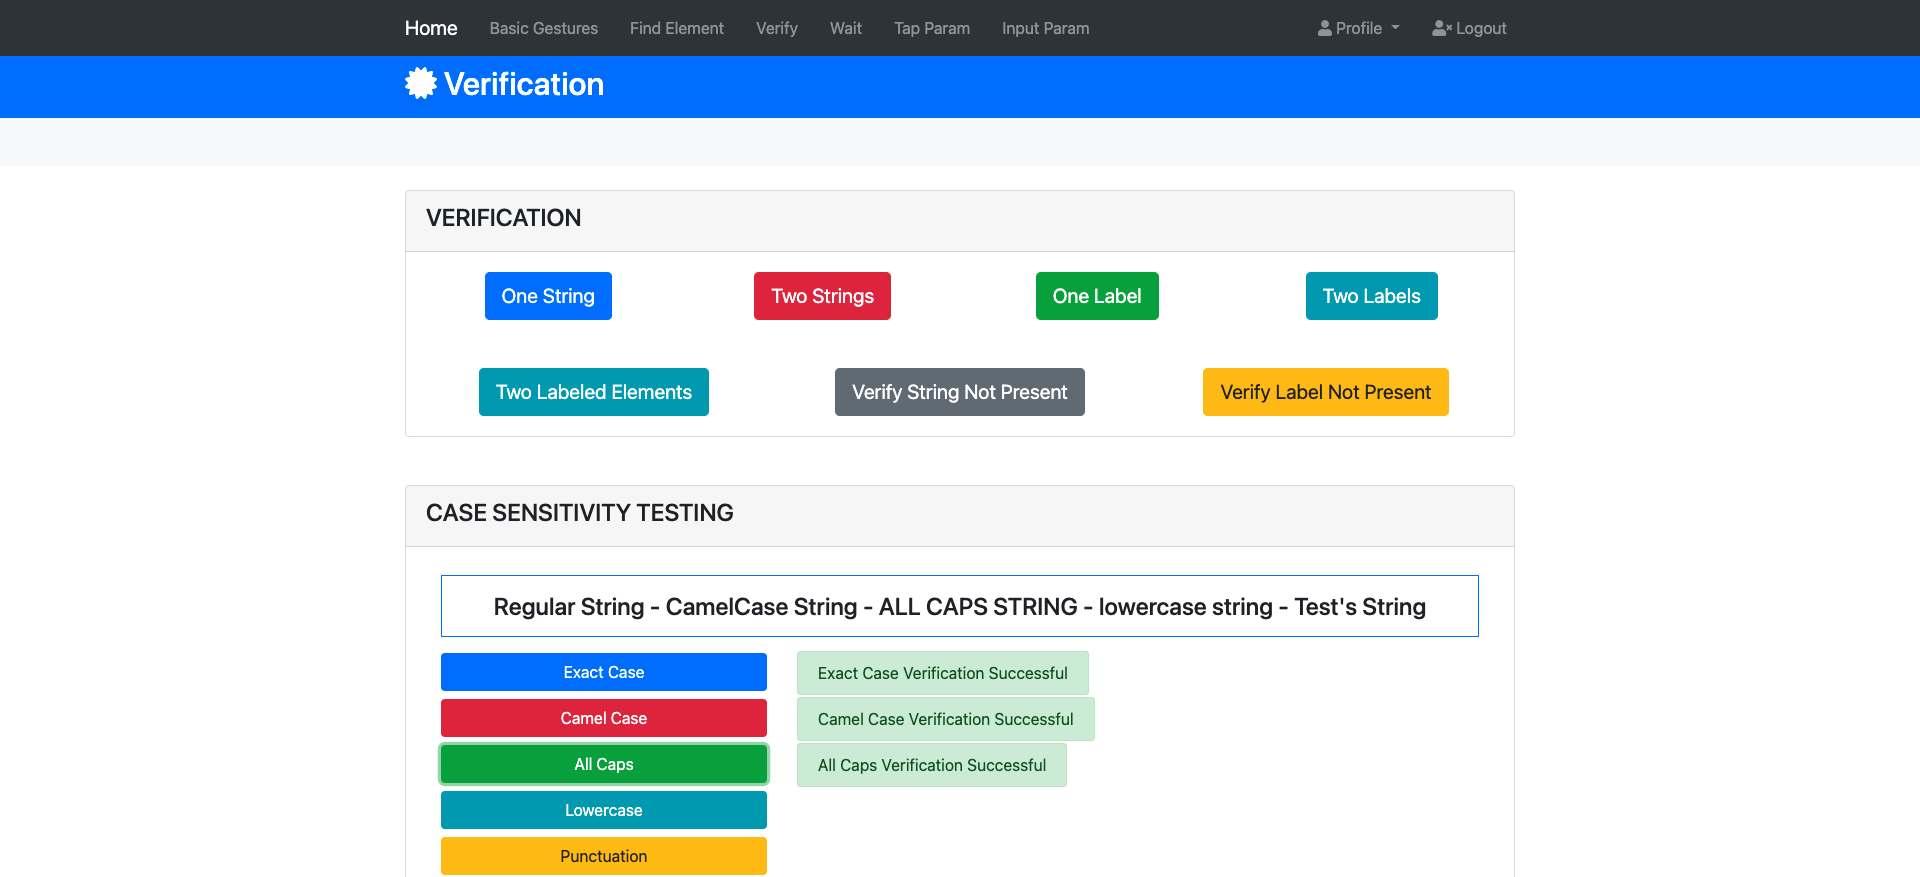 Home Basic Gestures Find Element Verify Wait Tap Param Input Param Profile Logout
Verification
VERIFICATION
One String Two Strings One Label Two Labels
Two Labeled Elements Verify String Not Present Verify Label Not Present
CASE SENSITIVITY TESTING
Regular String - CamelCase String - ALL CAPS STRING - lowercase string - Test's String
Exact Case Exact Case Verification Successful
Camel Case Camel Case Verification Successful
All Caps All Caps Verification Successful
Lowercase
Punctuation